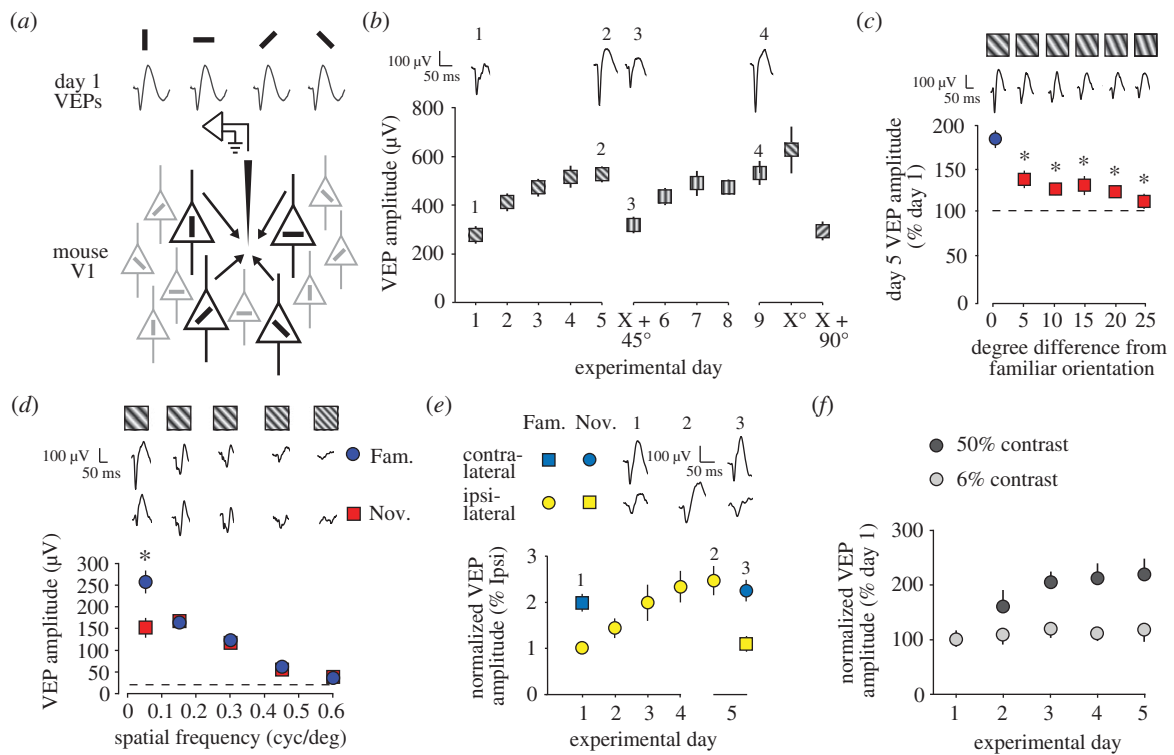 (a)
day 1
VEPs
mouse
V1
(b)
1
2
3
4
100 µV
50 ms
VEP amplitude (µV)
800
600
400
200
0
1
2
3
4
1 2 3 4 5 X + 6 7 8 9 X° X +
45° 90°
experimental day
(c)
100 µV
50 ms
day 5 VEP amplitude
(% day 1)
200
150
100
50
0
* * * * *
0 5 10 15 20 25
degree difference from
familiar orientation
(d)
100 µV
50 ms
Fam.
Nov.
VEP amplitude (µV)
300
250
200
150
100
50
0
*
0 0.1 0.2 0.3 0.4 0.5 0.6
spatial frequency (cyc/deg)
(e)
Fam. Nov.
contra-
lateral
ipsi-
lateral
1 2 3
100 µV
50 ms
normalized VEP
amplitude (% Ipsi)
3
2
1
0
1
2
3
1 2 3 4 5
experimental day
(f)
50% contrast
6% contrast
normalized VEP
amplitude (% day 1)
300
200
100
0
1 2 3 4 5
experimental day